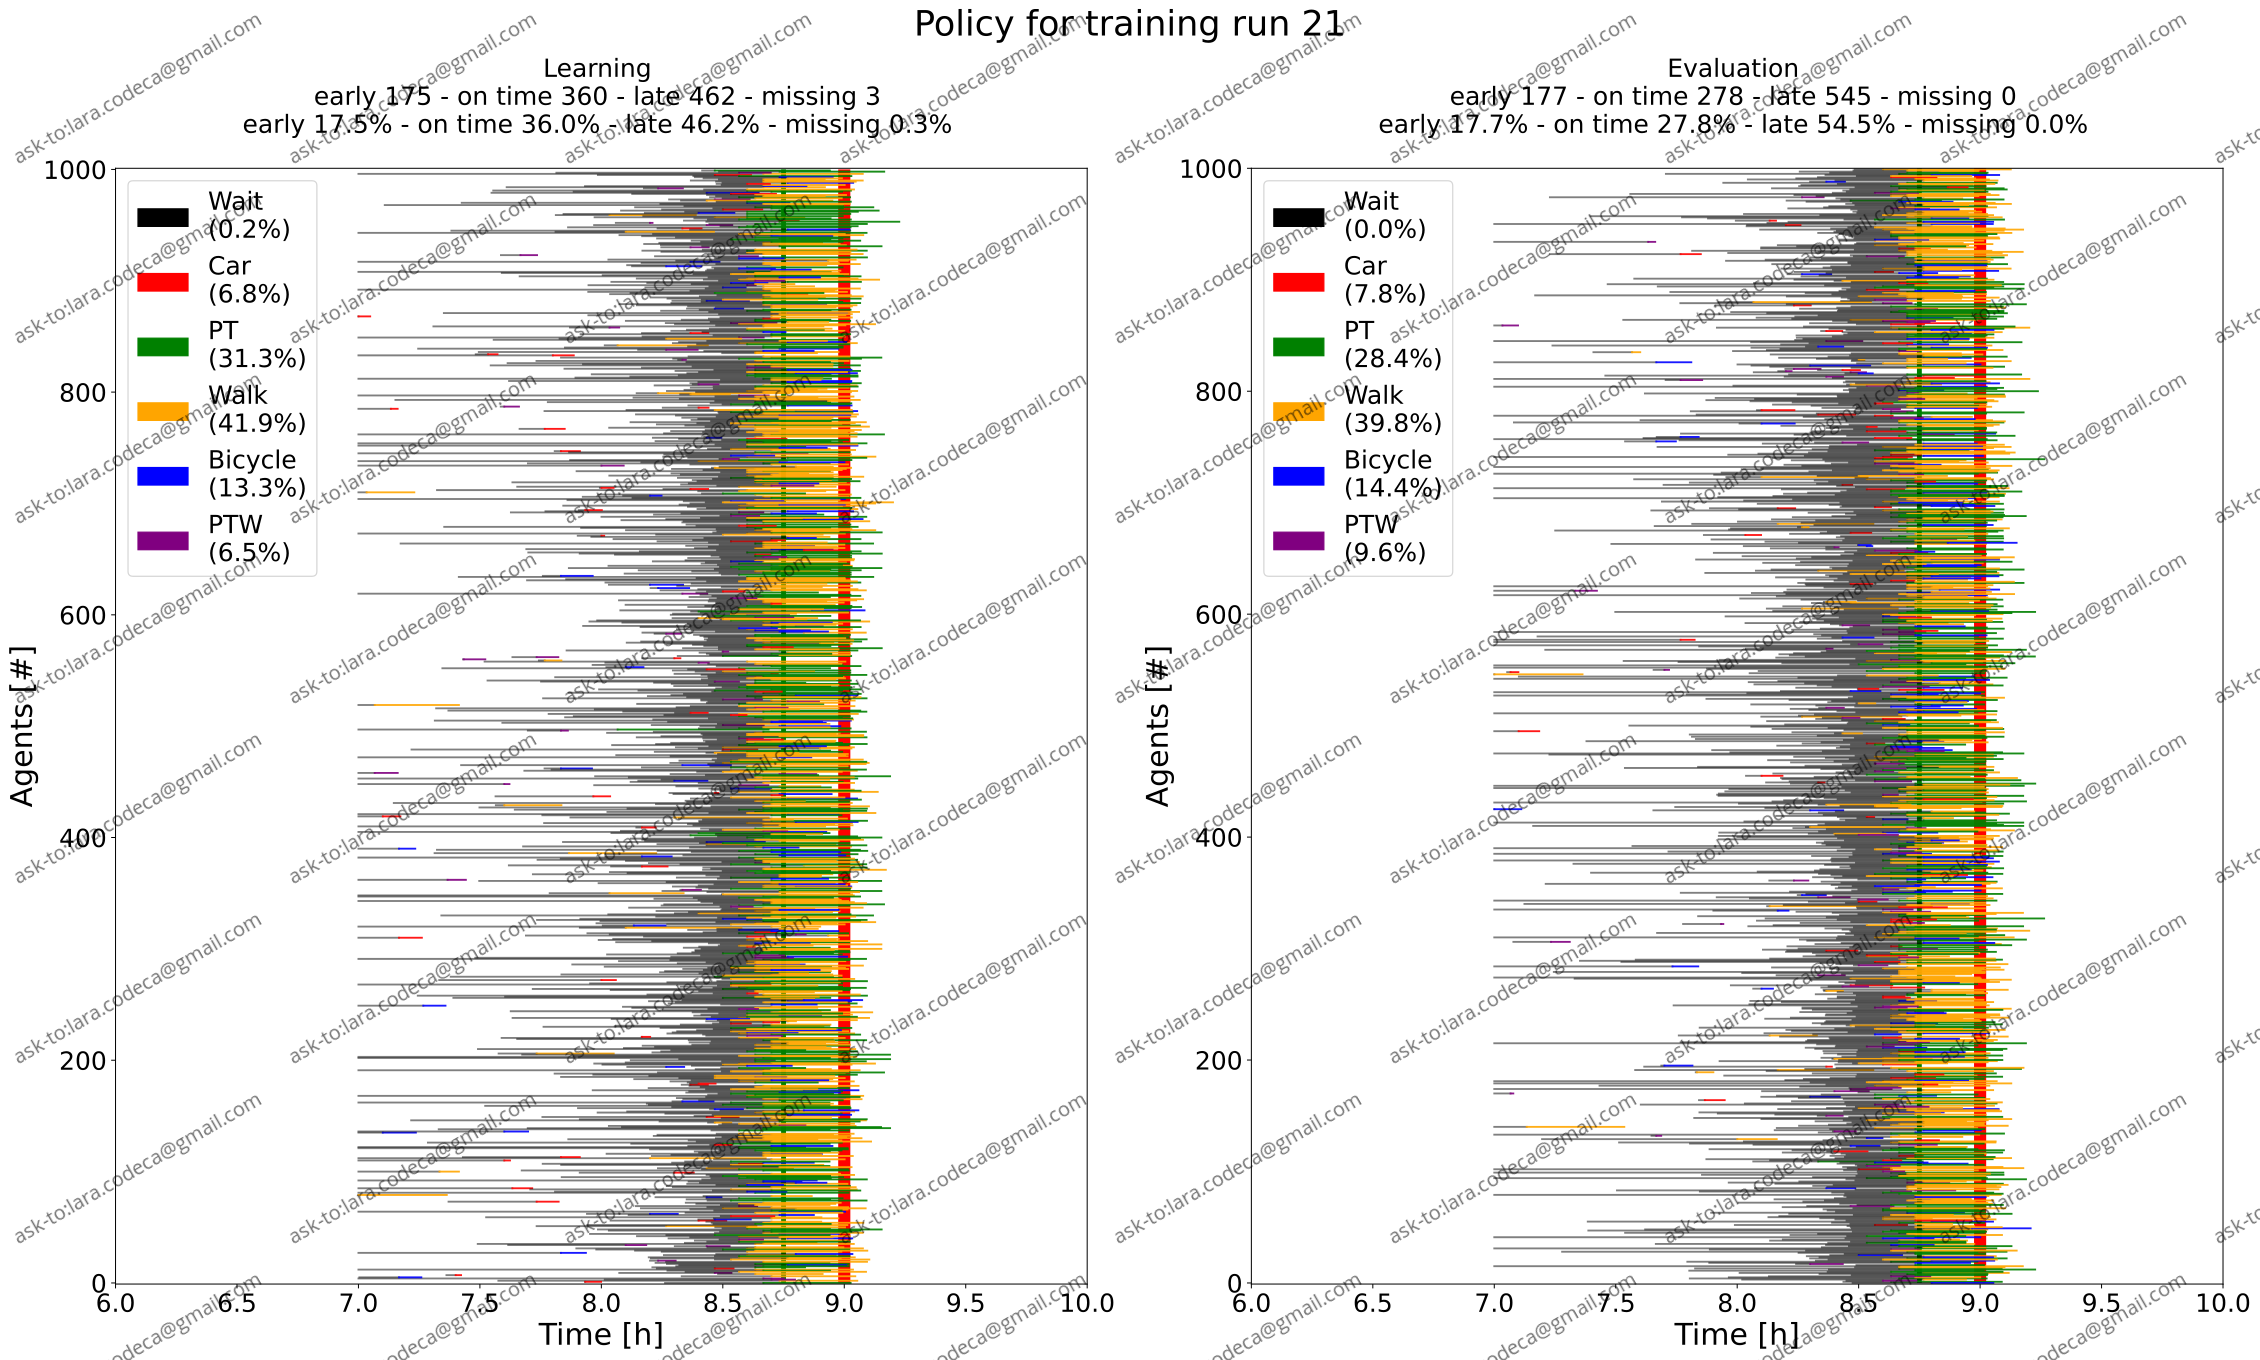 Policy for training run 21
Learning
early 175 - on time 360 - late 462 - missing 3
early 17.5% - on time 36.0% - late 46.2% - missing 0.3%
Agents [#]
1000
800
600
400
200
0
Wait
(0.2%)
Car
(6.8%)
PT
(31.3%)
Walk
(41.9%)
Bicycle
(13.3%)
PTW
(6.5%)
6.0 6.5 7.0 7.5 8.0 8.5 9.0 9.5 10.0
Time [h]
Evaluation
early 177 - on time 278 - late 545 - missing 0
early 17.7% - on time 27.8% - late 54.5% - missing 0.0%
Agents [#]
1000
800
600
400
200
0
Wait
(0.0%)
Car
(7.8%)
PT
(28.4%)
Walk
(39.8%)
Bicycle
(14.4%)
PTW
(9.6%)
6.0 6.5 7.0 7.5 8.0 8.5 9.0 9.5 10.0
Time [h]
ask-to:lara.codeca@gmail.com